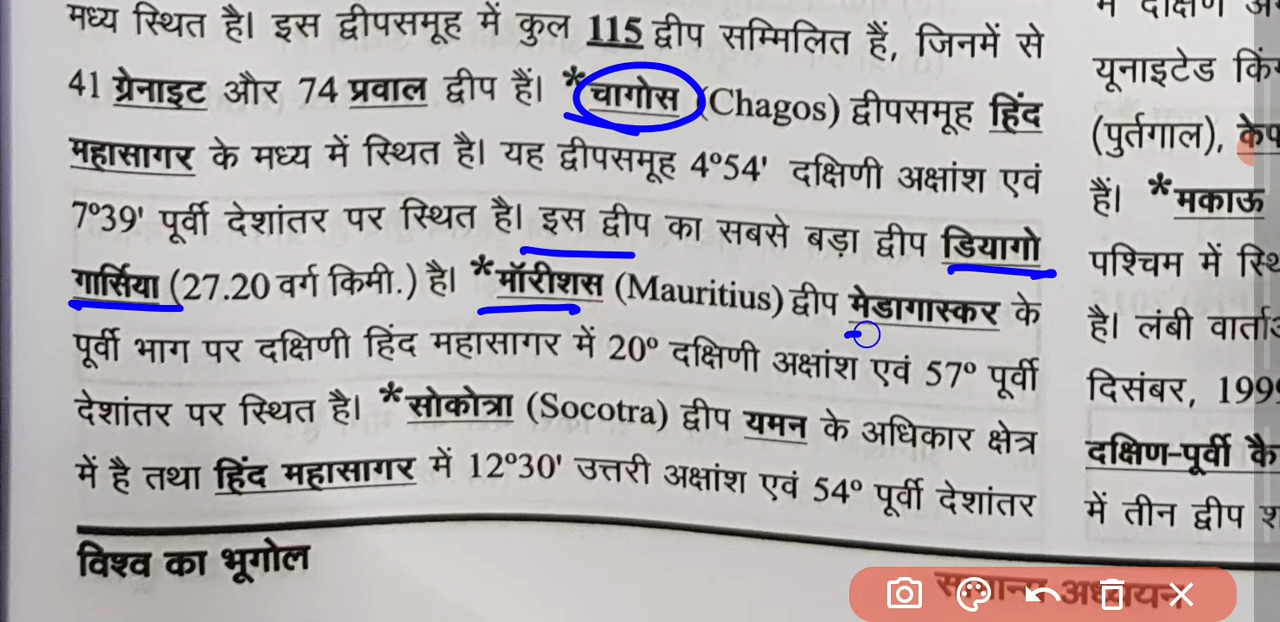 मध्य स्थित है। इस द्वीपसमूह में कुल 115 द्वीप सम्मिलित हैं, जिनमें से
41 ग्रेनाइट और 74 प्रवाल द्वीप हैं। *चागोस (Chagos) द्वीपसमूह हिंद
महासागर के मध्य में स्थित है। यह द्वीपसमूह 4°54' दक्षिणी अक्षांश एवं
7°39' पूर्वी देशांतर पर स्थित है। इस द्वीप का सबसे बड़ा द्वीप डियागो
गार्सिया (27.20 वर्ग किमी.) है। *मॉरीशस (Mauritius) द्वीप मेडागास्कर के
पूर्वी भाग पर दक्षिणी हिंद महासागर में 20° दक्षिणी अक्षांश एवं 57° पूर्वी
देशांतर पर स्थित है। *सोकोत्रा (Socotra) द्वीप यमन के अधिकार क्षेत्र
में है तथा हिंद महासागर में 12°30' उत्तरी अक्षांश एवं 54° पूर्वी देशांतर
विश्व का भूगोल
में दक्षिण
यूनाइटेड
(पुर्तगाल),
हैं। *मकाऊ
पश्चिम में
है। लंबी
दिसंबर, 199
दक्षिण-पूर्वी
में तीन द्वीप
सामान्य अध्ययन